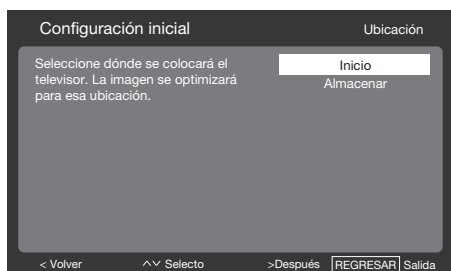 Configuración inicial Ubicación
Seleccione dónde se colocará el
televisor. La imagen se optimizará
para esa ubicación.
Inicio
Almacenar
< Volver ˄˅ Selecto >Después REGRESAR Salida